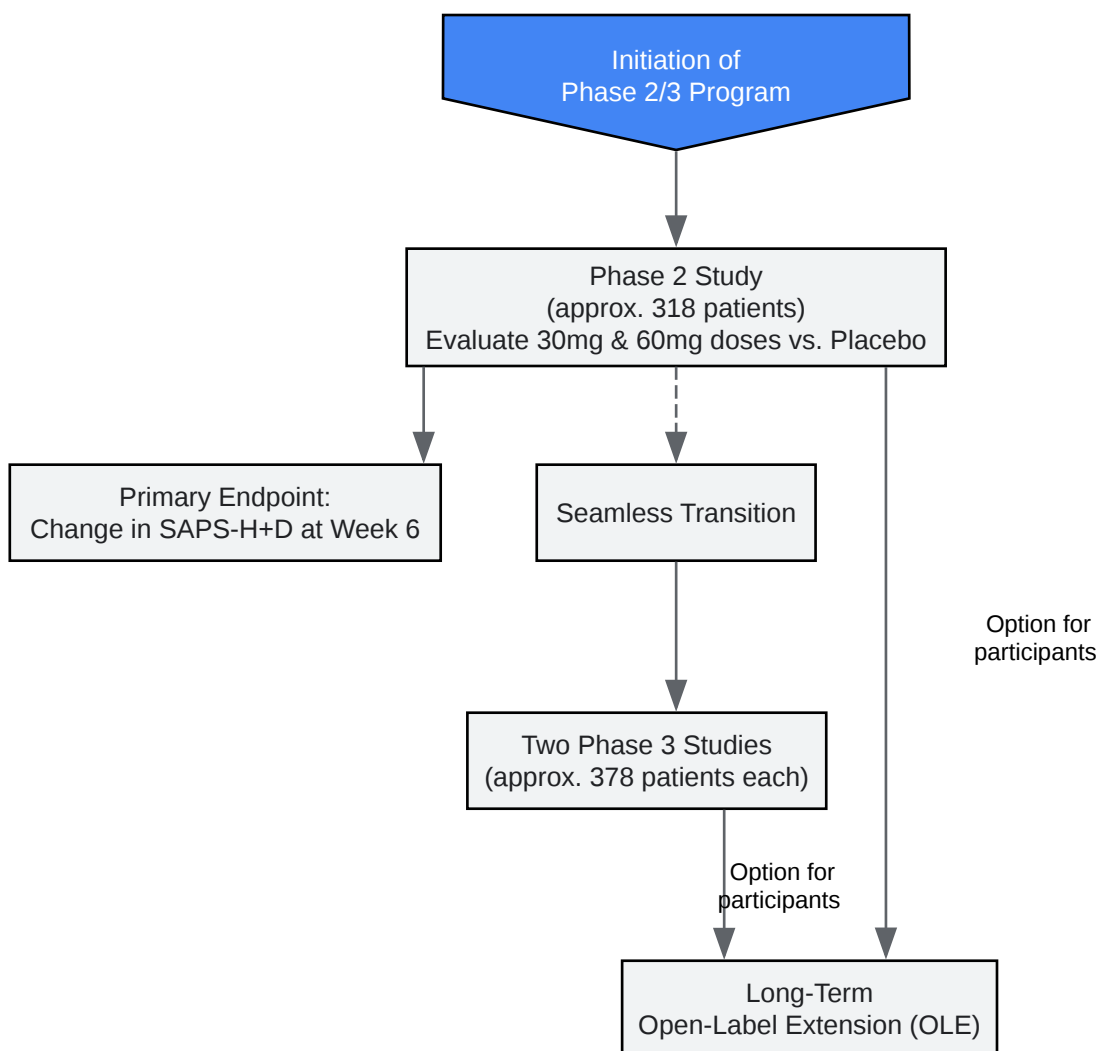 Initiation of
Phase 2/3 Program
Phase 2 Study
(approx. 318 patients)
Evaluate 30mg & 60mg doses vs. Placebo
Primary Endpoint:
Change in SAPS-H+D at Week 6
Seamless Transition
Option for
participants
Two Phase 3 Studies
(approx. 378 patients each)
Option for
participants
Long-Term
Open-Label Extension (OLE)